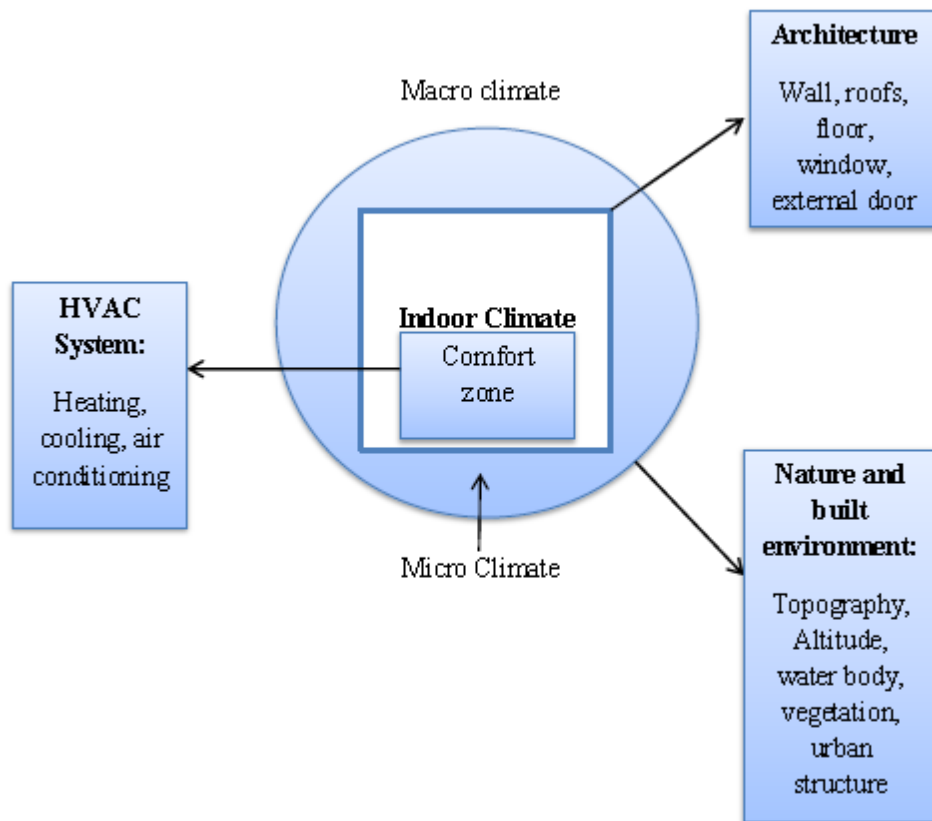 Architecture
Wall, roofs,
floor,
window,
external door
Macro climate
HVAC
System:
Heating,
cooling, air
conditioning
Indoor Climate
Comfort
zone
Micro Climate
Nature and
built
environment:
Topography,
Altitude,
water body,
vegetation,
urban
structure